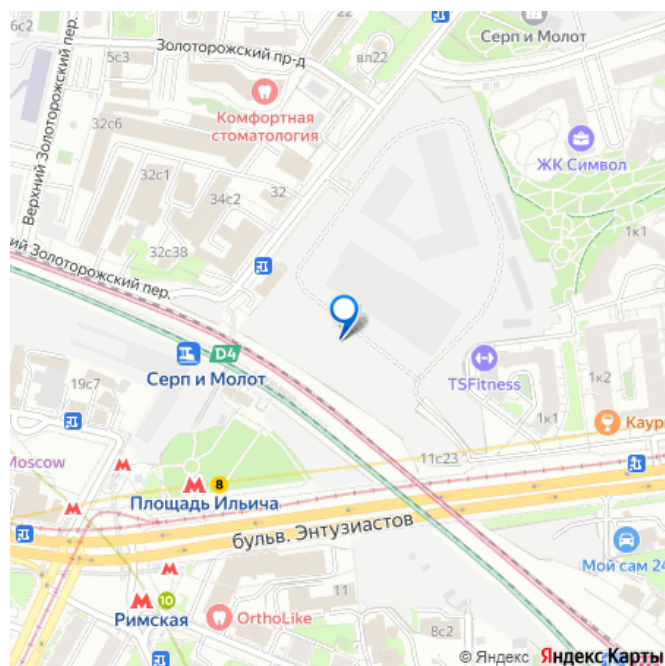 6с2
5с3
Золоторожский пр-д
вл22
Серп и Молот
Верхний Золоторожский пер.
32с6
Комфортная
стоматология
ЖК Символ
32с1
34с2
32
1к1
32с38
ий Золоторожский пер.
D4
Серп и Молот
TSFitness
19с7
1к2
1к1
Каур
11с23
Moscow
8
Площадь Ильича
бульв. Энтузиастов
Мой сам 24
10
Римская
OrthoLike
11
8с2
© Яндекс Яндекс Карты